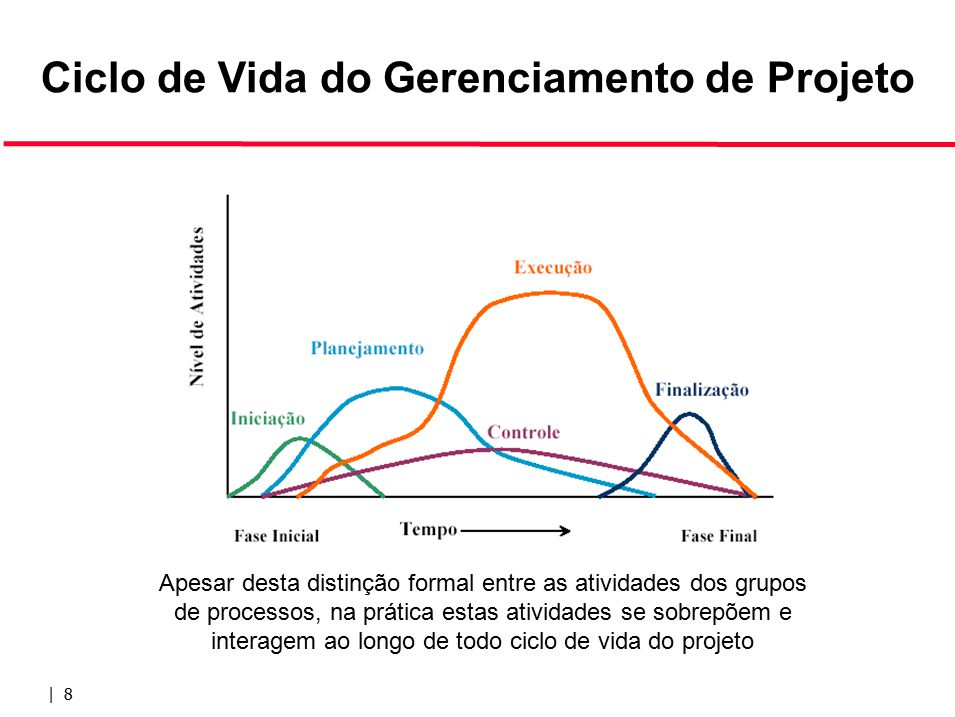 Ciclo de Vida do Gerenciamento de Projeto
Nível de Atividades
Execução
Planejamento
Finalização
Iniciação
Controle
Fase Inicial
Tempo
Fase Final
Apesar desta distinção formal entre as atividades dos grupos
de processos, na prática estas atividades se sobrepõem e
interagem ao longo de todo ciclo de vida do projeto
| 8